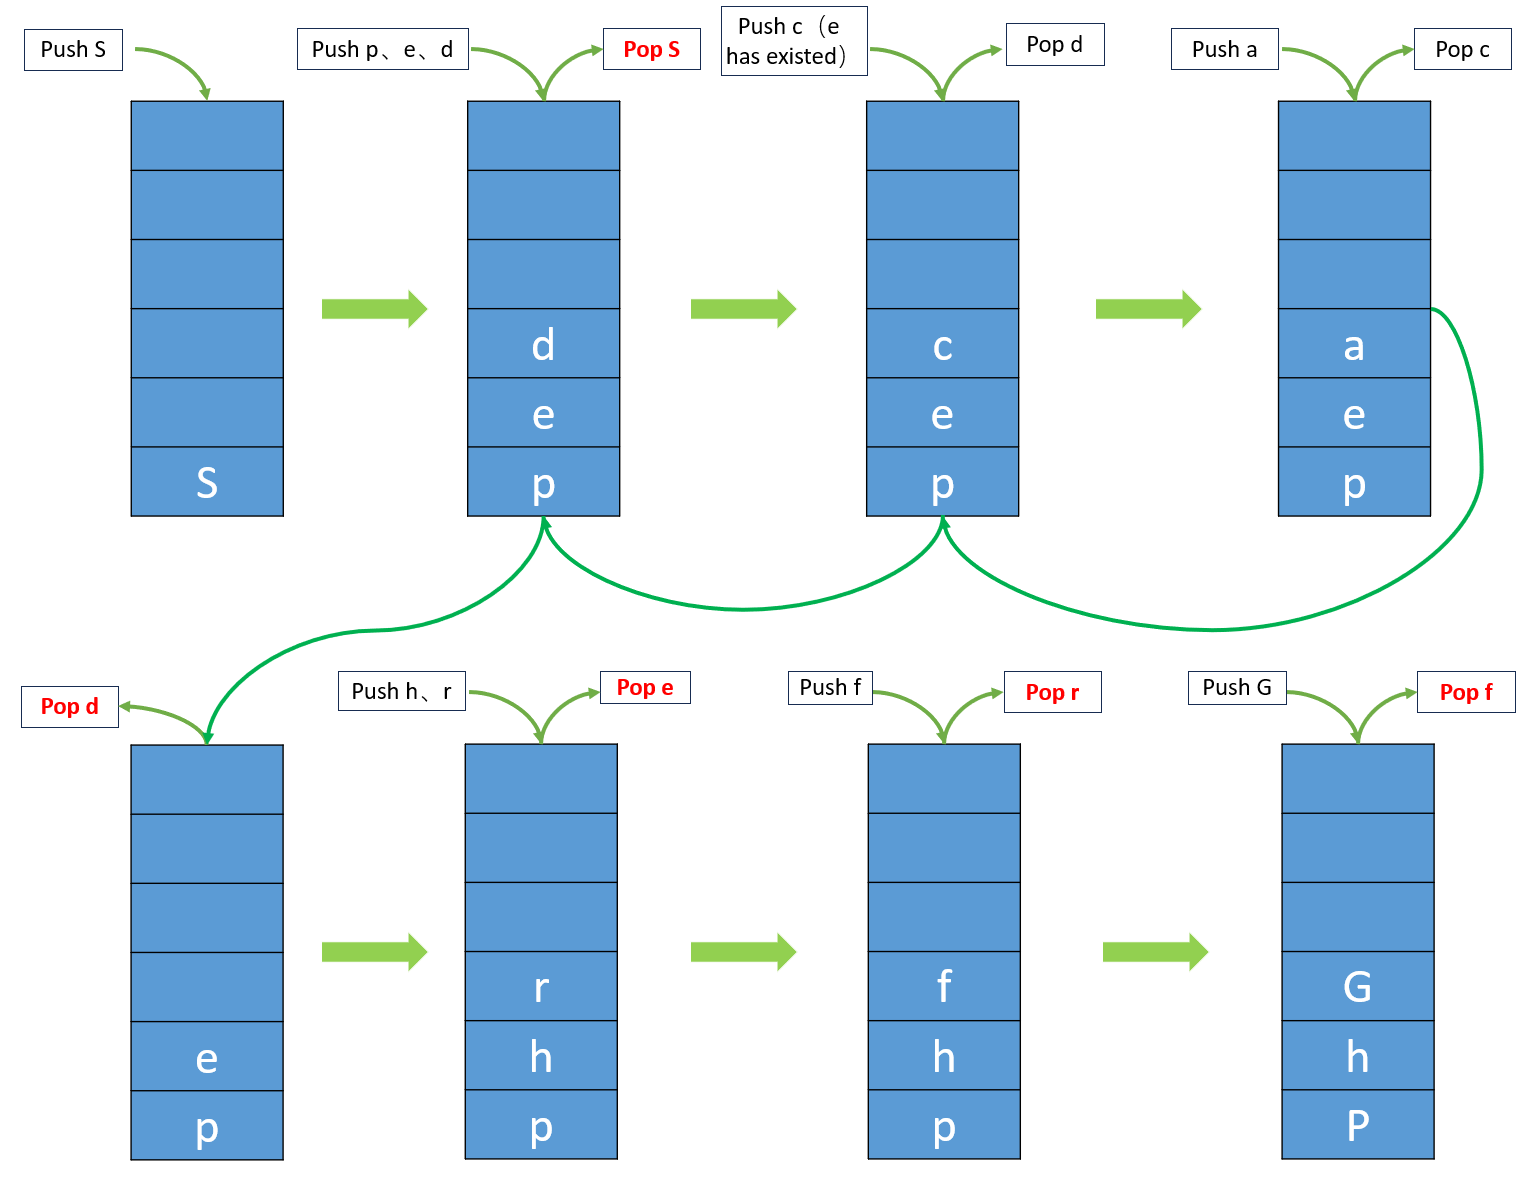 Push S
Push p、e、d
Pop S
Push c（e
has existed）
Pop d
Push a
Pop c
d
c
a
e
e
e
S
p
p
p
Pop d
Push h、r
Pop e
Push f
Pop r
Push G
Pop f
r
f
G
e
h
h
h
p
p
p
P